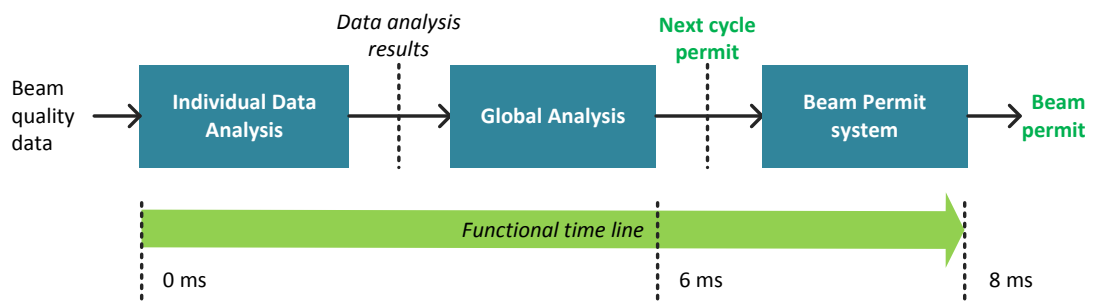 Data analysis
results
Next cycle
permit
Beam
quality
data
Individual Data
Analysis
Global Analysis
Beam Permit
system
Beam
permit
Functional time line
0 ms
6 ms
8 ms